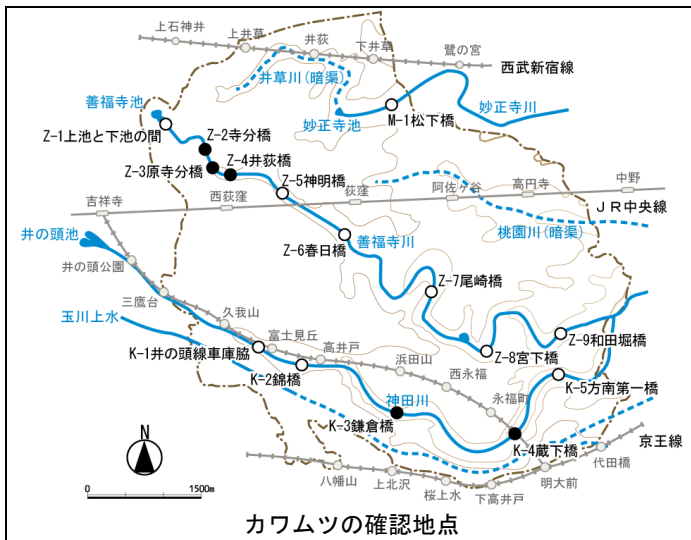 上石神井
上井草
井荻
下井草
鷺の宮
西武新宿線
井草川(暗渠)
善福寺池
妙正寺池
M-1松下橋
妙正寺川
Z-1上池と下池の間
Z-2寺分橋
Z-3原寺分橋
Z-4井荻橋
Z-5神明橋
吉祥寺
西荻窪
荻窪
阿佐ヶ谷
高円寺
中野
JR中央線
井の頭池
Z-6春日橋
善福寺川
桃園川(暗渠)
井の頭公園
三鷹台
Z-7尾崎橋
玉川上水
久我山
富士見丘
高井戸
K-1井の頭線車庫脇
K-2錦橋
浜田山
西永福
永福町
Z-8宮下橋
Z-9和田堀橋
K-5方南第一橋
神田川
K-3鎌倉橋
K-4蔵下橋
京王線
代田橋
明大前
八幡山
上北沢
桜上水
下高井戸
N
0 1500m
カワムツの確認地点